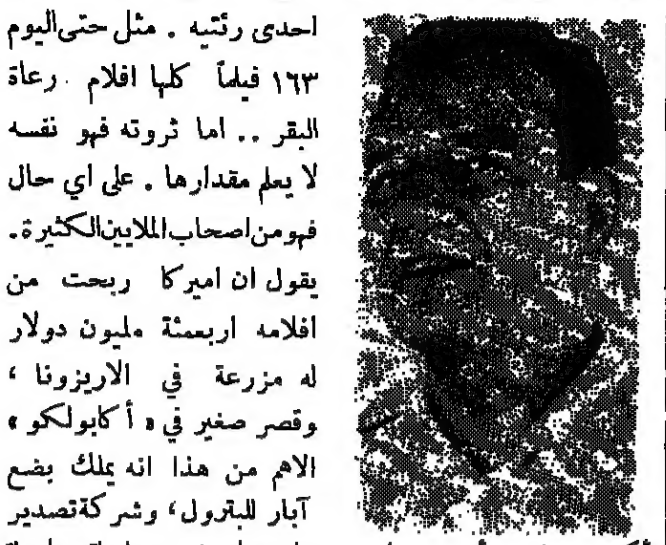 احدى رئتيه . مثل حتى اليوم
١٦٣ فيلماً كلها افلام رعاة
البقر .. اما ثروته فهو نفسه
لا يعلم مقدارها . على اي حال
فهو من اصحاب الملايين الكثيرة .
يقول ان اميركا ربحت من
افلامه اربعمئة مليون دولار
له مزرعة في الاريزونا ،
وقصر صغير في « أكابولكو »
الاهم من هذا انه يملك بضع
آبار للبترول ، وشركة تصدير